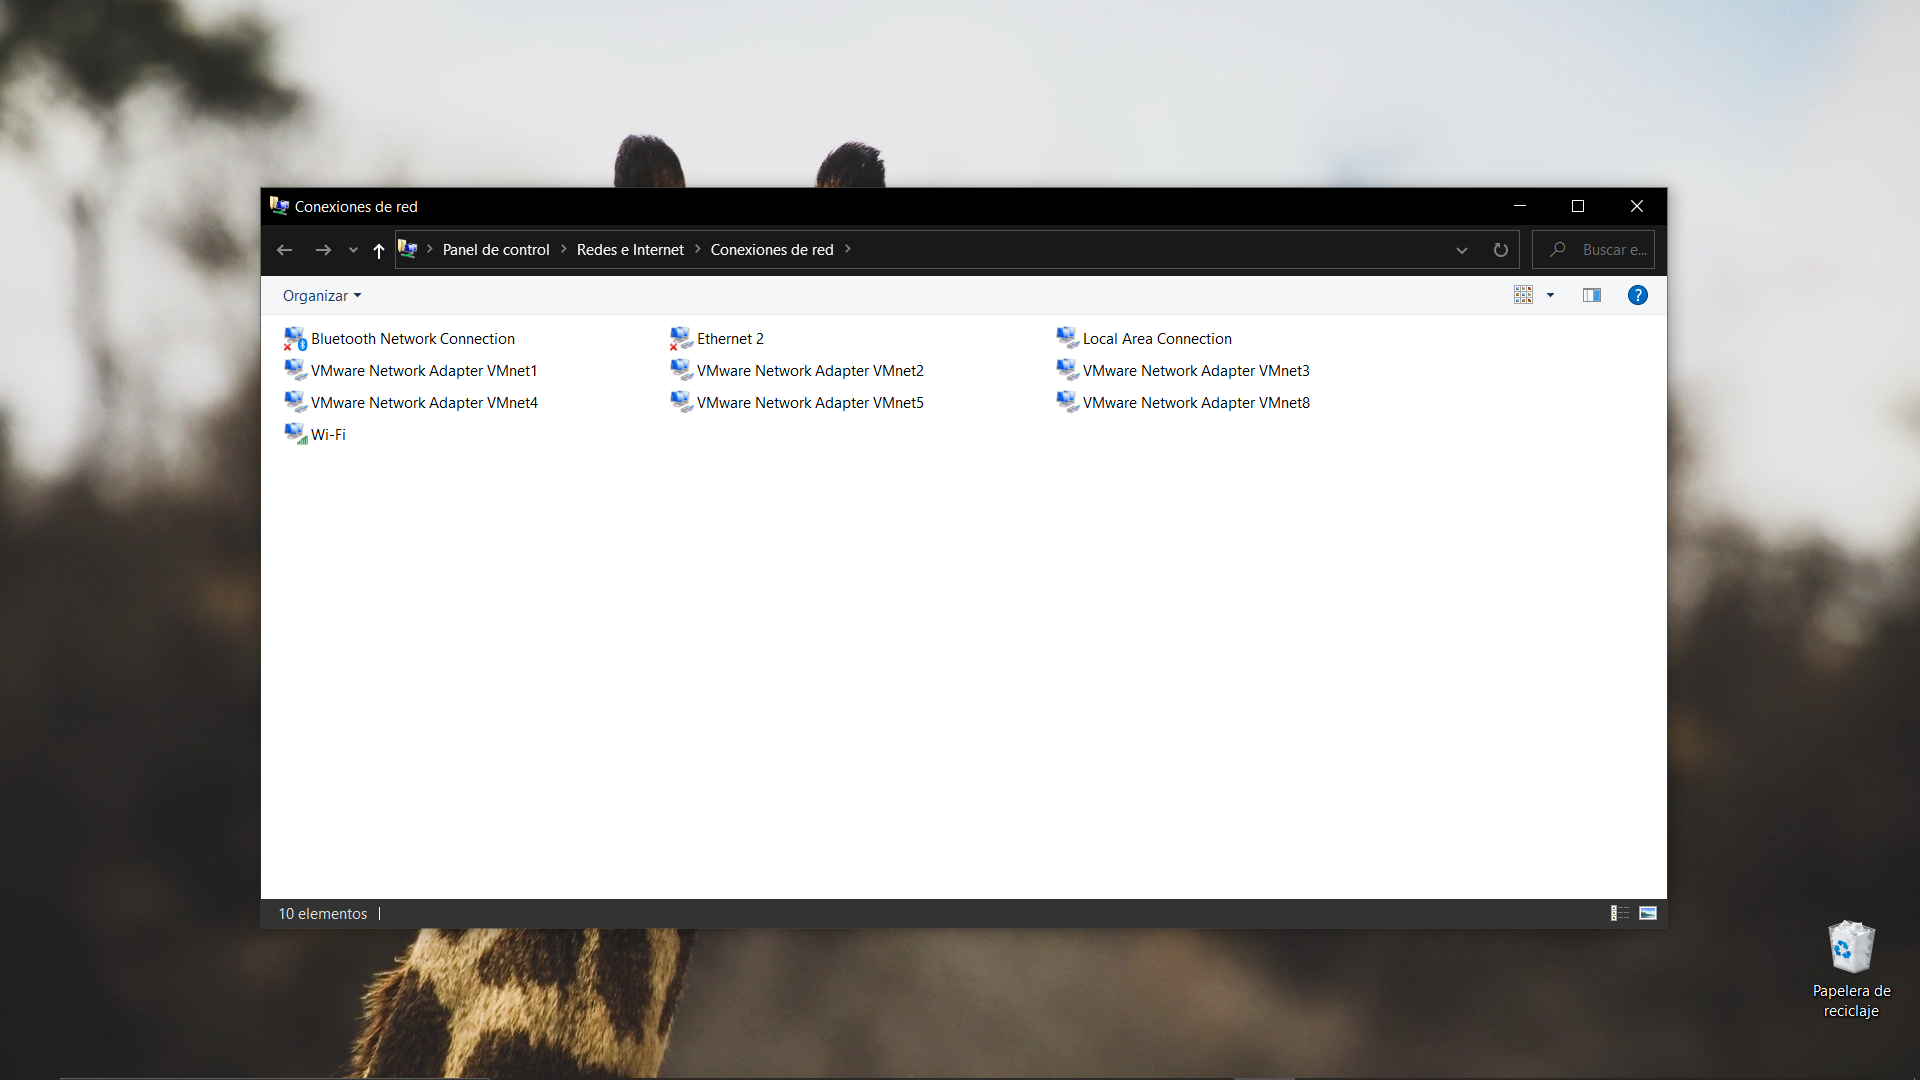 Conexiones de red
Panel de control Redes e Internet Conexiones de red Buscar e...
Organizar ?
Bluetooth Network Connection Ethernet 2 Local Area Connection
VMware Network Adapter VMnet1 VMware Network Adapter VMnet2 VMware Network Adapter VMnet3
VMware Network Adapter VMnet4 VMware Network Adapter VMnet5 VMware Network Adapter VMnet8
Wi-Fi
10 elementos
Papelera de
reciclaje